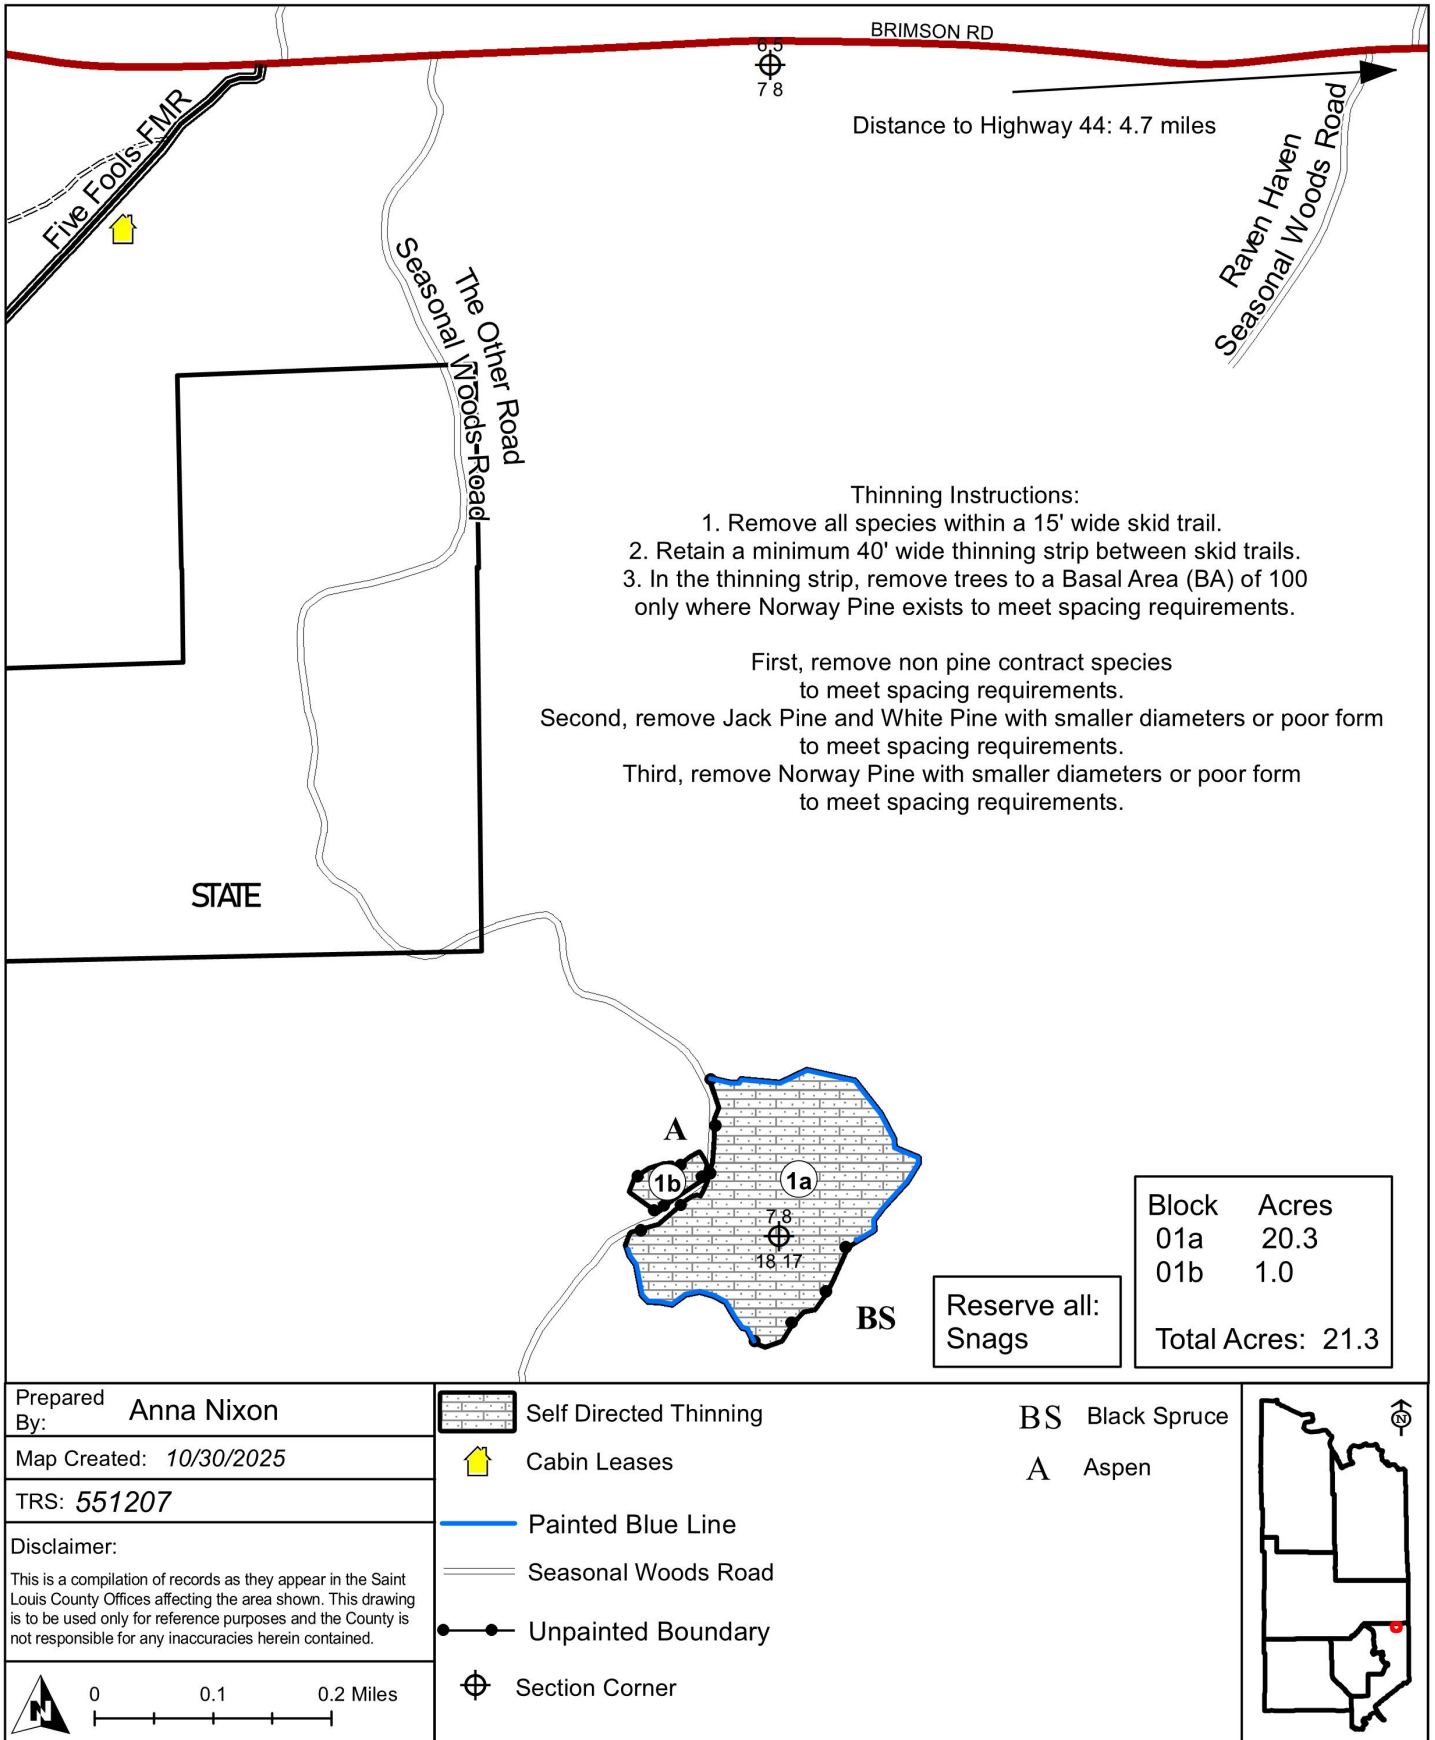 BRIMSON RD
6 5
7 8
Distance to Highway 44: 4.7 miles
Five Fools FMR
Raven Haven
Seasonal Woods Road
The Other Road
Seasonal Woods Road
Thinning Instructions:
1. Remove all species within a 15' wide skid trail.
2. Retain a minimum 40' wide thinning strip between skid trails.
3. In the thinning strip, remove trees to a Basal Area (BA) of 100
only where Norway Pine exists to meet spacing requirements.
First, remove non pine contract species
to meet spacing requirements.
Second, remove Jack Pine and White Pine with smaller diameters or poor form
to meet spacing requirements.
Third, remove Norway Pine with smaller diameters or poor form
to meet spacing requirements.
STATE
A
1b
1a
7 8
18 17
BS
Reserve all:
Snags
Block Acres
01a 20.3
01b 1.0
Total Acres: 21.3
Prepared
By: Anna Nixon
Map Created: 10/30/2025
TRS: 551207
Disclaimer:
This is a compilation of records as they appear in the Saint
Louis County Offices affecting the area shown. This drawing
is to be used only for reference purposes and the County is
not responsible for any inaccuracies herein contained.
N
0 0.1 0.2 Miles
Self Directed Thinning
Cabin Leases
Painted Blue Line
Seasonal Woods Road
Unpainted Boundary
Section Corner
BS Black Spruce
A Aspen
N